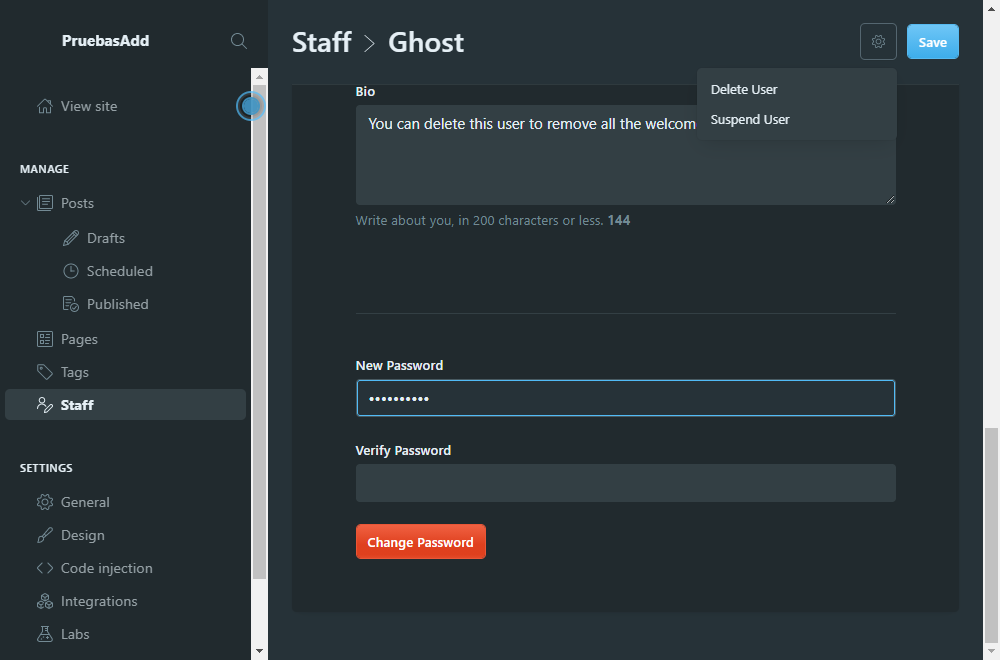 PruebasAdd
View site
MANAGE
Posts
Drafts
Scheduled
Published
Pages
Tags
Staff
SETTINGS
General
Design
Code injection
Integrations
Labs
Staff > Ghost
Save
Delete User
Suspend User
Bio
You can delete this user to remove all the welcom
Write about you, in 200 characters or less. 144
New Password
••••••••••
Verify Password
Change Password